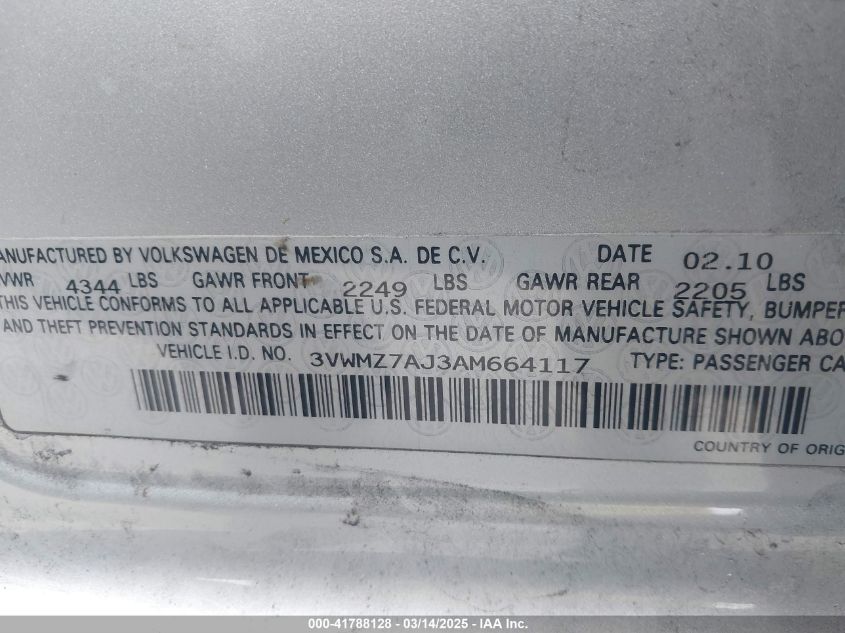 ANUFACTURED BY VOLKSWAGEN DE MEXICO S.A. DE C.V. DATE 02.10
VWR 4344 LBS GAWR FRONT 2249 LBS GAWR REAR 2205 LBS
THIS VEHICLE CONFORMS TO ALL APPLICABLE U.S. FEDERAL MOTOR VEHICLE SAFETY, BUMPER
AND THEFT PREVENTION STANDARDS IN EFFECT ON THE DATE OF MANUFACTURE SHOWN ABO
VEHICLE I.D. NO. 3VWMZ7AJ3AM664117 TYPE: PASSENGER CA
COUNTRY OF ORIG
000-41788128 - 03/14/2025 - IAA Inc.